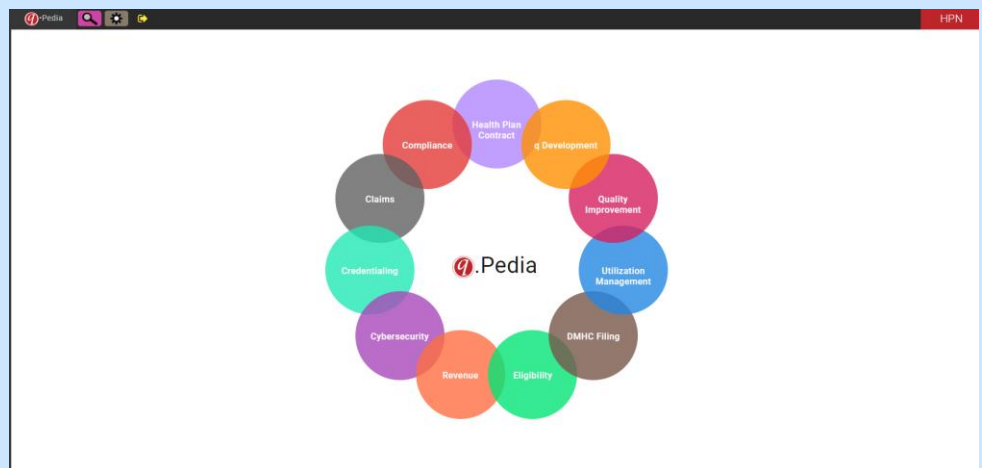 q.Pedia
HPN
Health Plan
Contract
q Development
Quality
Improvement
Utilization
Management
DMHC Filing
Eligibility
Revenue
Cybersecurity
Credentialing
Claims
Compliance
q.Pedia